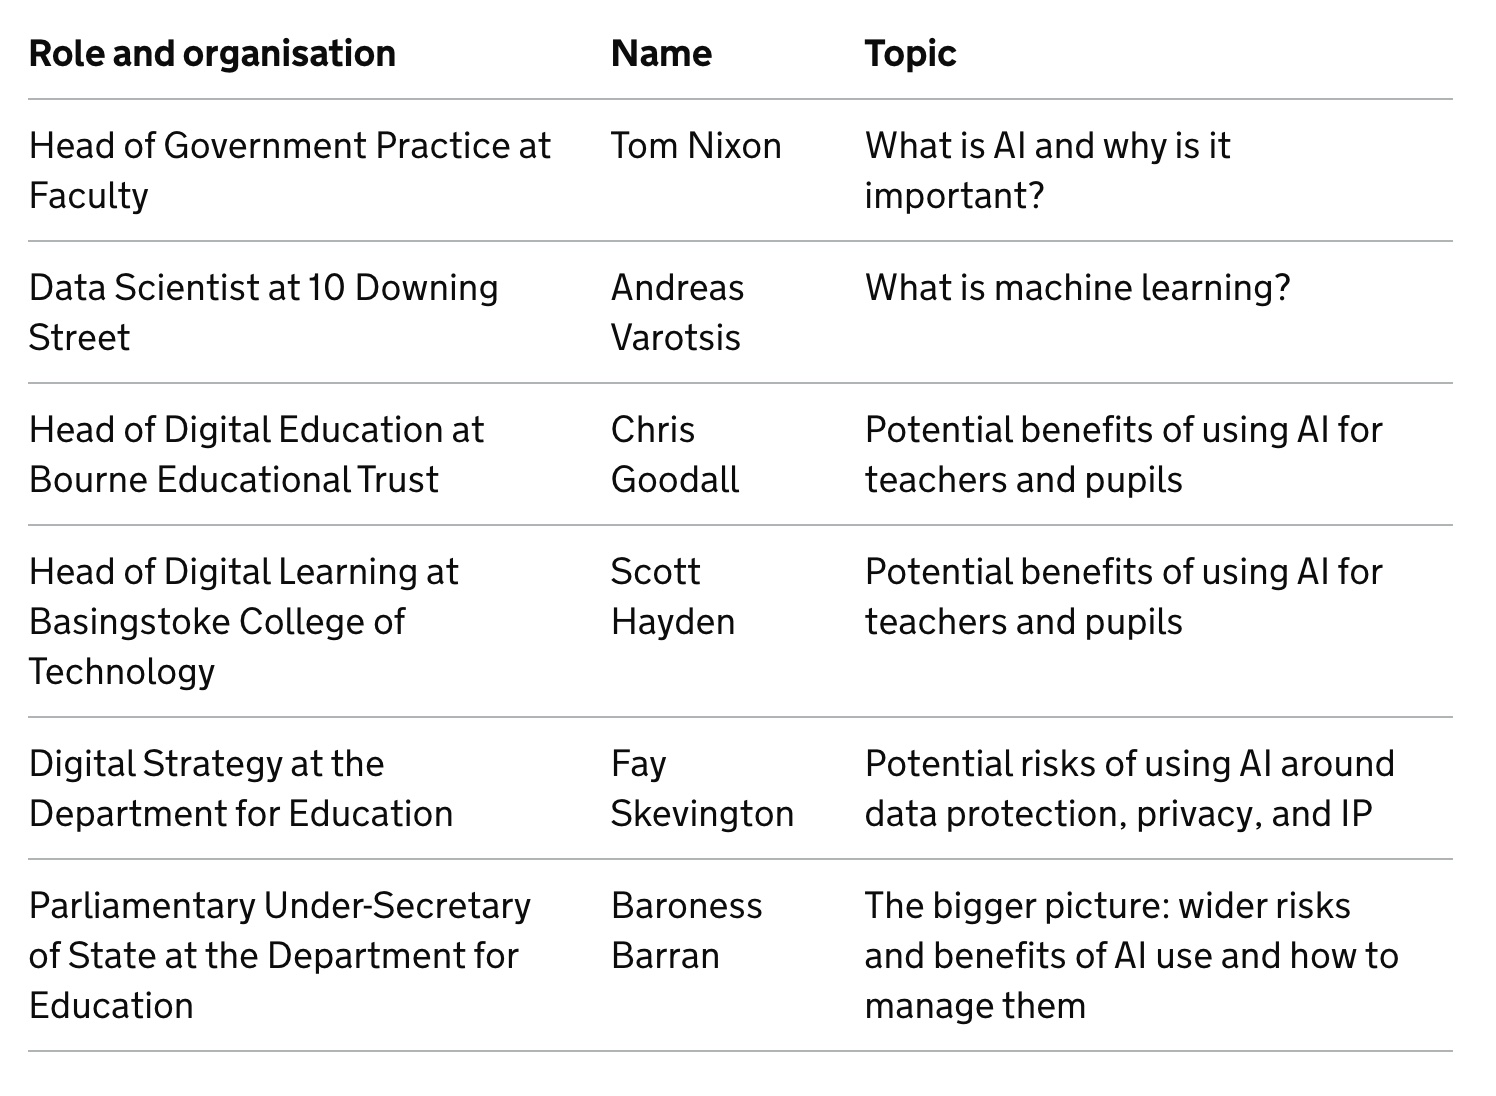 Role and organisation Name Topic
Head of Government Practice at Tom Nixon What is AI and why is it
Faculty important?
Data Scientist at 10 Downing Andreas What is machine learning?
Street Varotsis
Head of Digital Education at Chris Potential benefits of using AI for
Bourne Educational Trust Goodall teachers and pupils
Head of Digital Learning at Scott Potential benefits of using AI for
Basingstoke College of Hayden teachers and pupils
Technology
Digital Strategy at the Fay Potential risks of using AI around
Department for Education Skevington data protection, privacy, and IP
Parliamentary Under-Secretary Baroness The bigger picture: wider risks
of State at the Department for Barran and benefits of AI use and how to
Education manage them